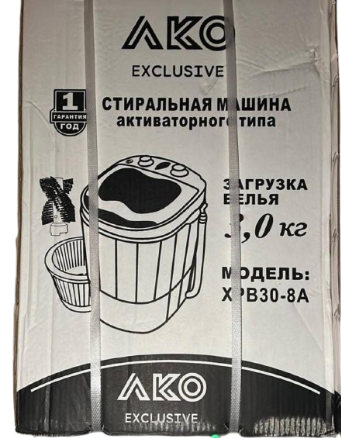 AKO
EXCLUSIVE
1
ГАРАНТИЯ
ГОД
СТИРАЛЬНАЯ МАШИНА
активаторного типа
ЗАГРУЗКА
БЕЛЬЯ
3,0 кг
МОДЕЛЬ:
XPB30-8A
AKO
EXCLUSIVE